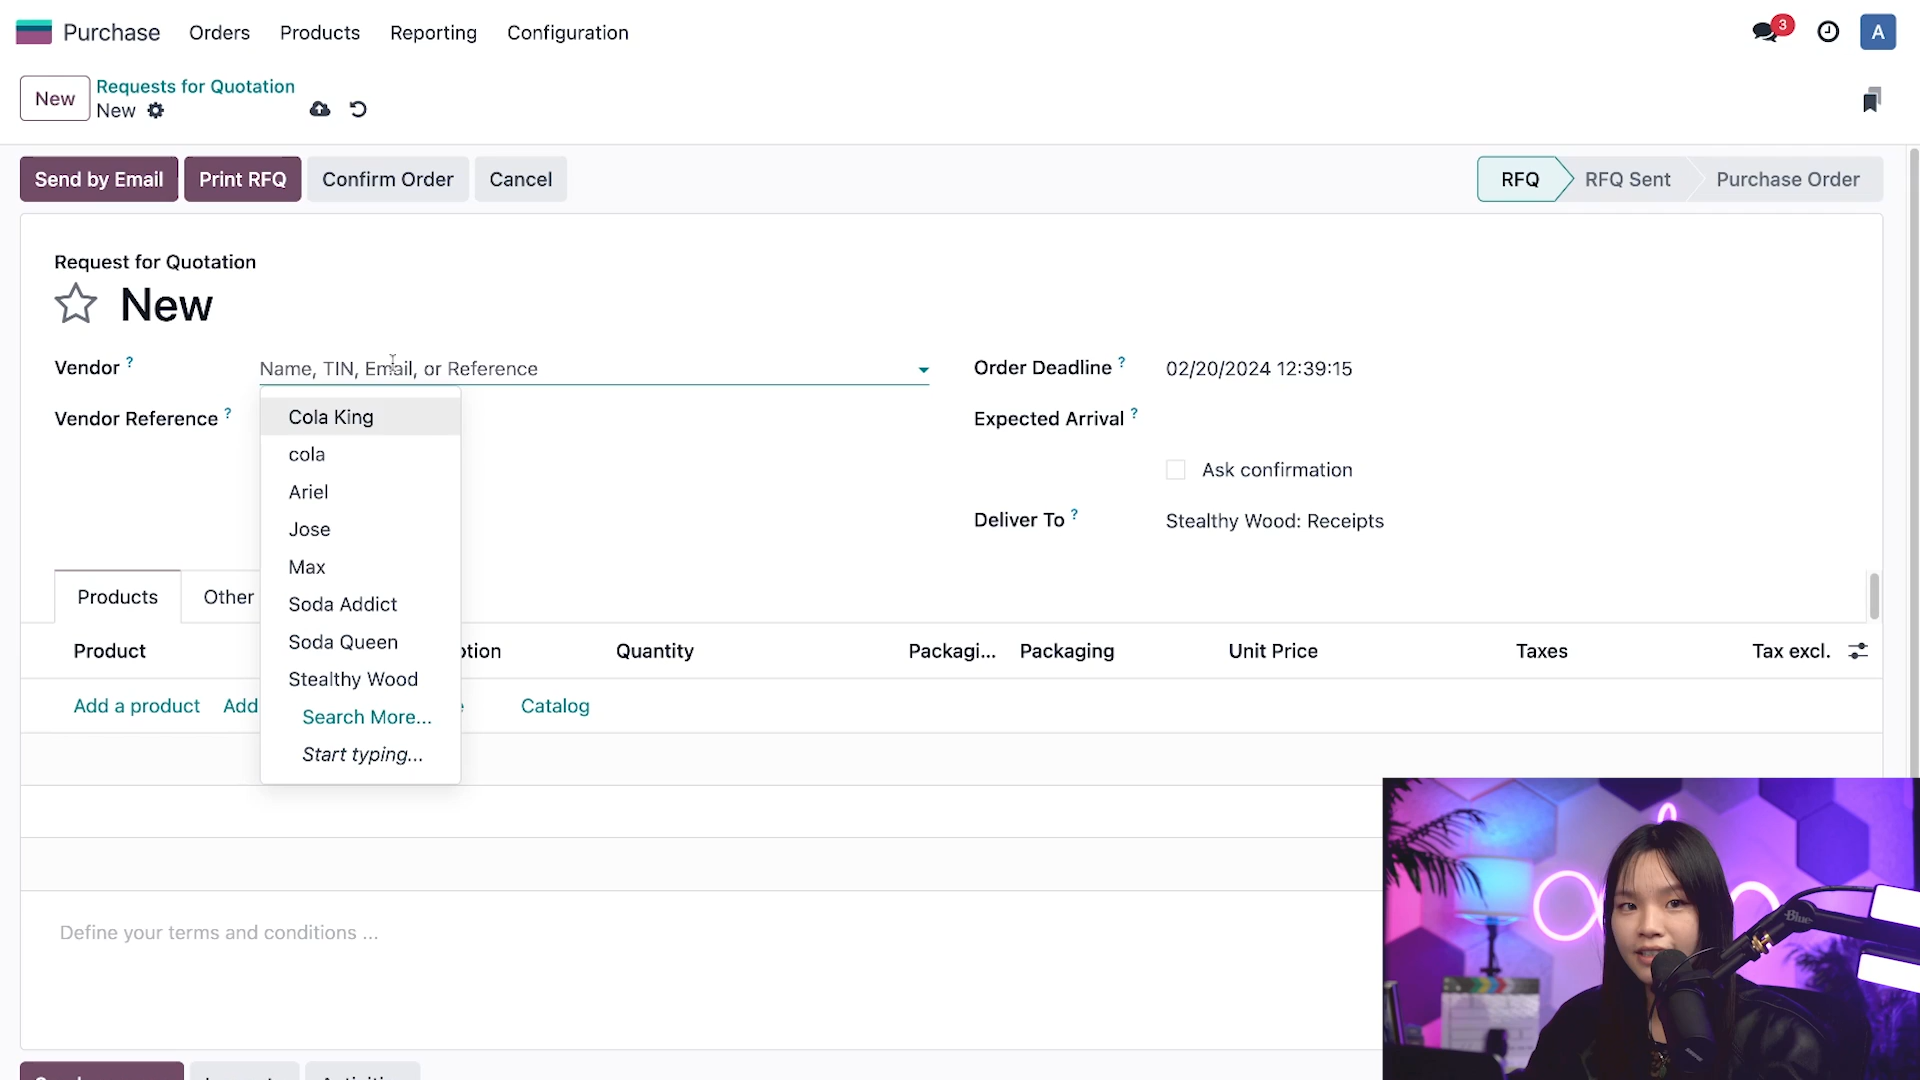 Purchase Orders Products Reporting Configuration
3
A
New
Requests for Quotation
New
Send by Email Print RFQ Confirm Order Cancel
RFQ RFQ Sent Purchase Order
Request for Quotation
New
Vendor ? Name, TIN, Email, or Reference
Order Deadline ? 02/20/2024 12:39:15
Vendor Reference ?
Expected Arrival ?
Cola King
cola
Ariel
Jose
Max
Soda Addict
Soda Queen
Stealthy Wood
Search More...
Start typing...
Ask confirmation
Deliver To ? Stealthy Wood: Receipts
Products Other
Product Quantity Packagi... Packaging Unit Price Taxes Tax excl.
Add a product Add Catalog
Define your terms and conditions ...
Blue